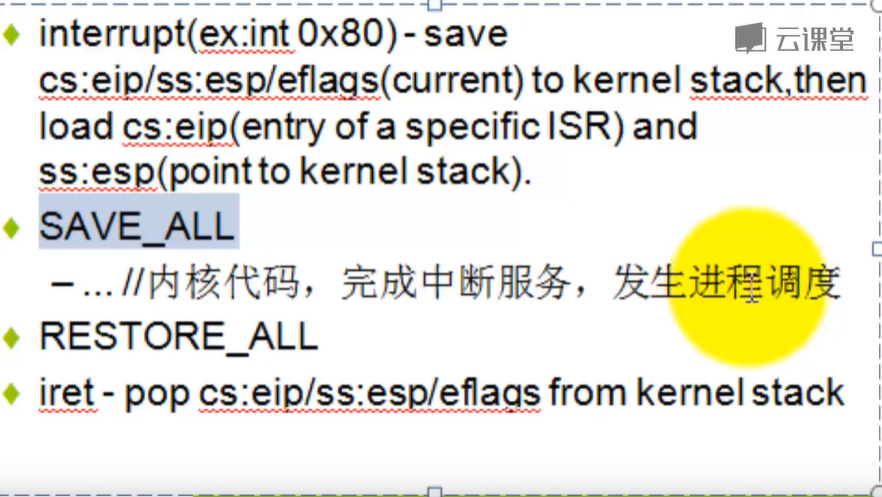 云课堂
interrupt(ex:int 0x80) - save
cs:eip/ss:esp/eflags(current) to kernel stack,then
load cs:eip(entry of a specific ISR) and
ss:esp(point to kernel stack).
SAVE_ALL
– ... //内核代码，完成中断服务，发生进程调度
RESTORE_ALL
iret - pop cs:eip/ss:esp/eflags from kernel stack